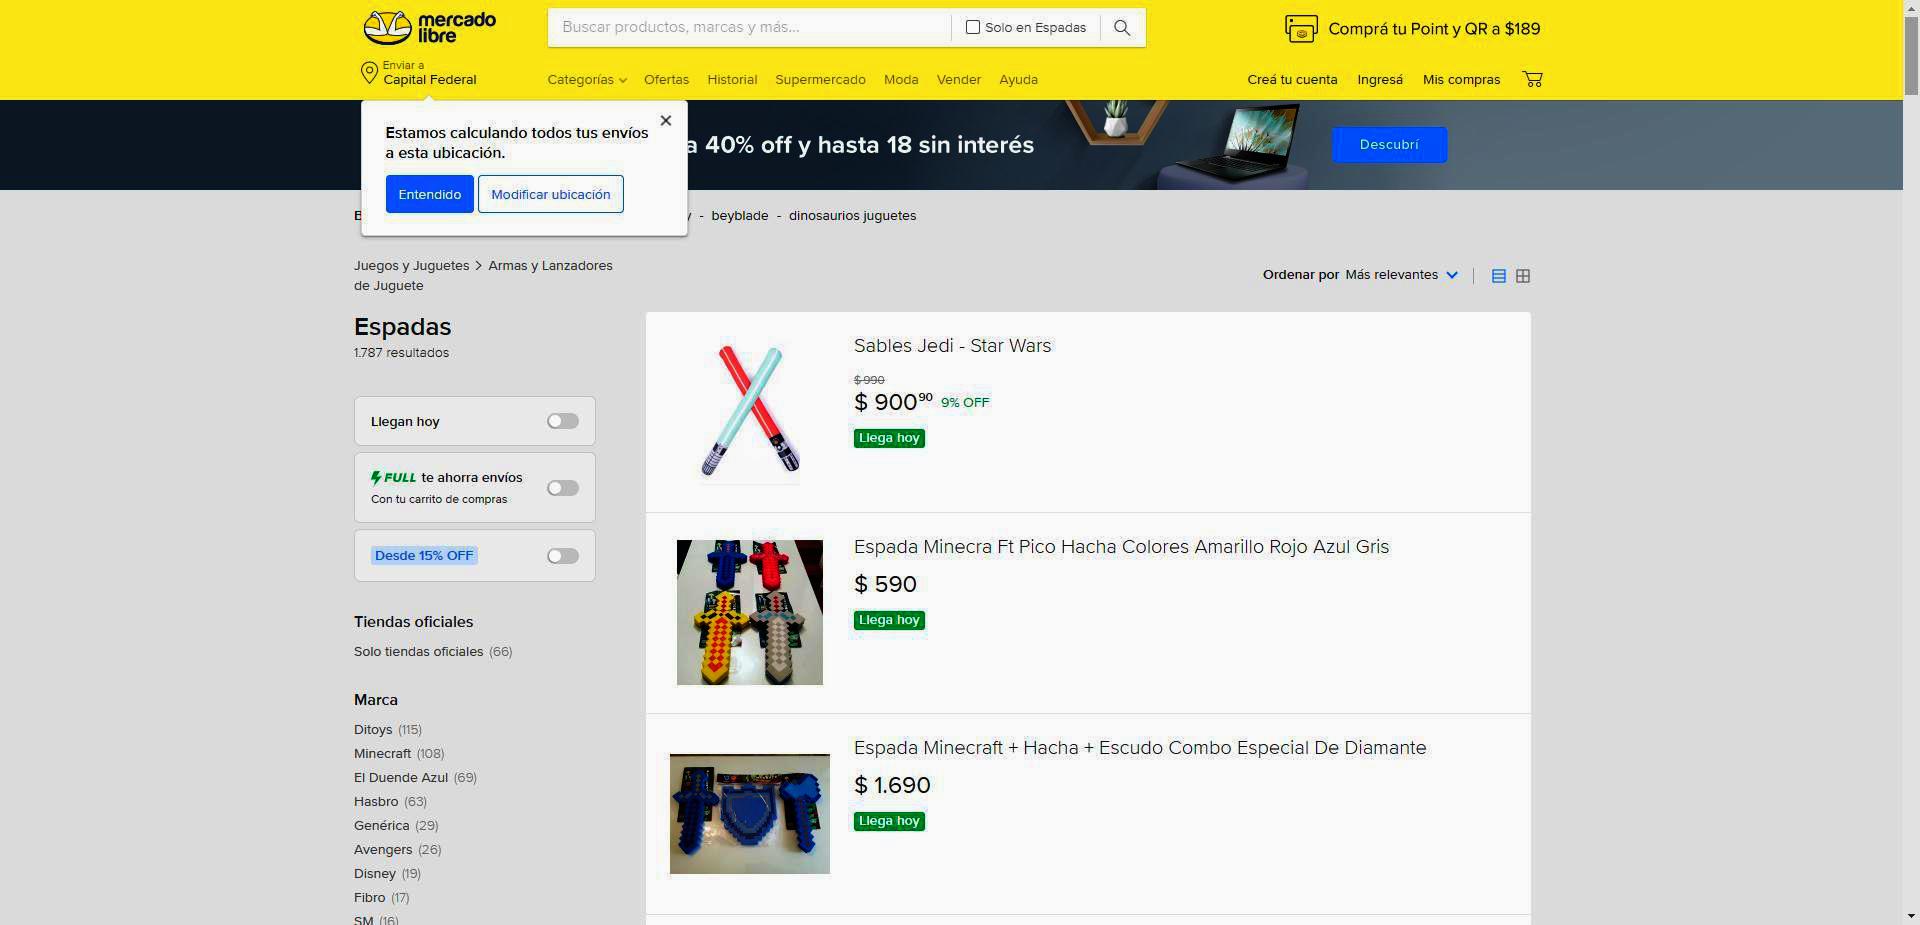 mercado
libre
Buscar productos, marcas y más...
Solo en Espadas
Comprá tu Point y QR a $189
Enviar a
Capital Federal
Categorías Ofertas Historial Supermercado Moda Vender Ayuda
Creá tu cuenta Ingresá Mis compras
Estamos calculando todos tus envíos
a esta ubicación.
Entendido Modificar ubicación
a 40% off y hasta 18 sin interés
Descubrí
- beyblade - dinosaurios juguetes
Juegos y Juguetes > Armas y Lanzadores
de Juguete
Ordenar por Más relevantes
Espadas
1.787 resultados
Llegan hoy
FULL te ahorra envíos
Con tu carrito de compras
Desde 15% OFF
Tiendas oficiales
Solo tiendas oficiales (66)
Marca
Ditoys (115)
Minecraft (108)
El Duende Azul (69)
Hasbro (63)
Genérica (29)
Avengers (26)
Disney (19)
Fibro (17)
SM (16)
Sables Jedi - Star Wars
$ 990
$ 900 90 9% OFF
Llega hoy
Espada Minecra Ft Pico Hacha Colores Amarillo Rojo Azul Gris
$ 590
Llega hoy
Espada Minecraft + Hacha + Escudo Combo Especial De Diamante
$ 1.690
Llega hoy